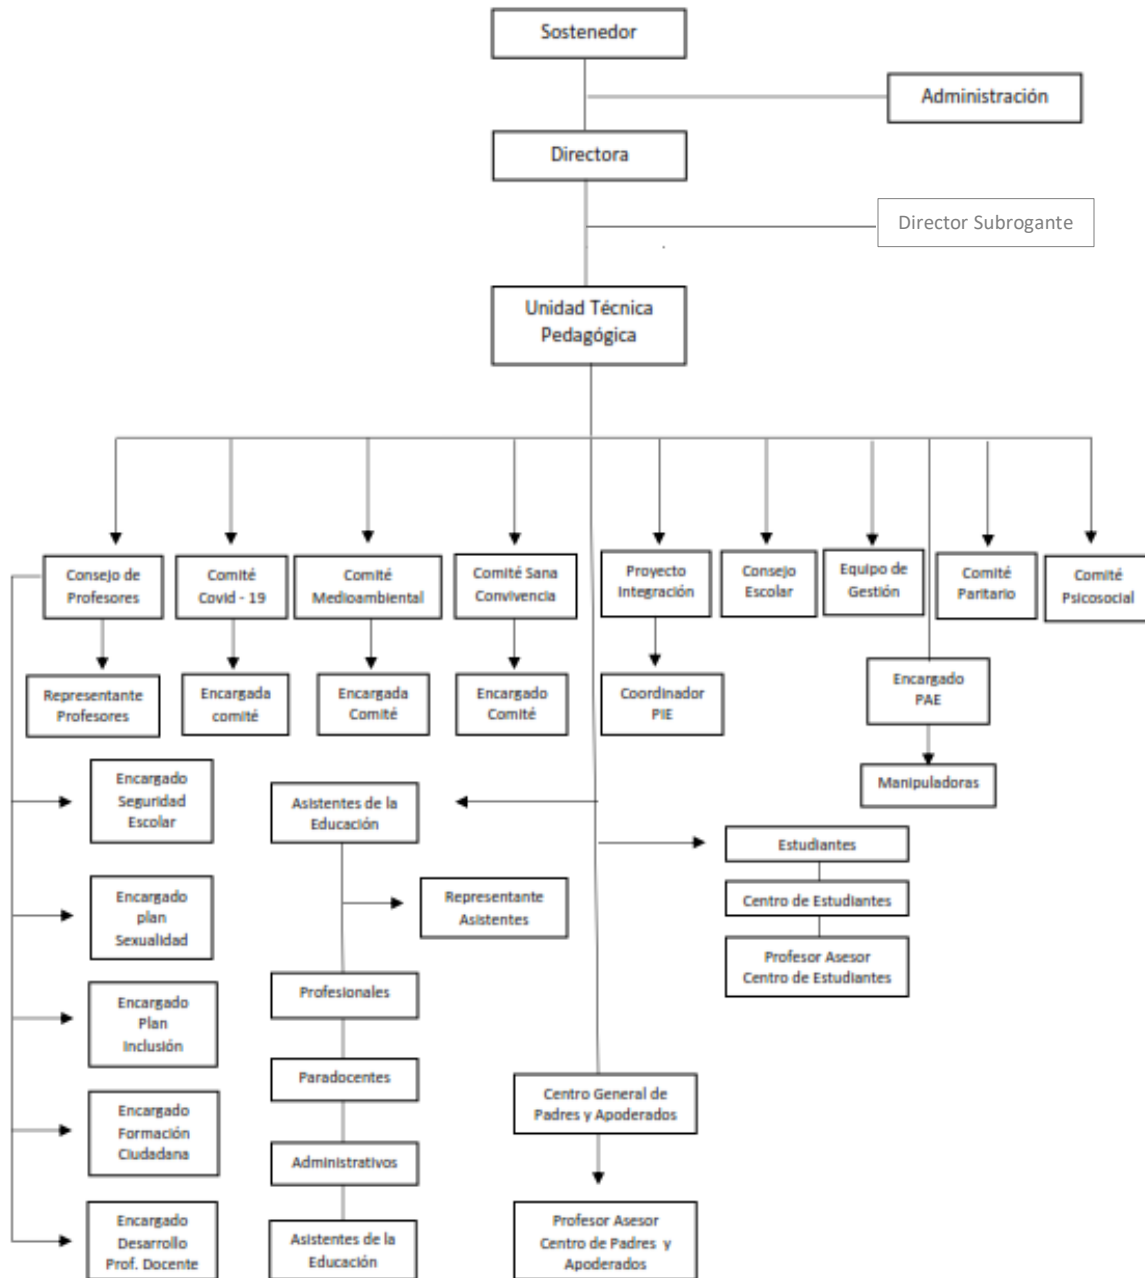 Sostenedor
Administración
Directora
Director Subrogante
Unidad Técnica
Pedagógica
Consejo de
Profesores
Comité
Covid - 19
Comité
Medioambiental
Comité Sana
Convivencia
Proyecto
Integración
Consejo
Escolar
Equipo de
Gestión
Comité
Paritario
Comité
Psicosocial
Representante
Profesores
Encargada
comité
Encargada
Comité
Encargado
Comité
Coordinador
PIE
Encargado
PAE
Manipuladoras
Encargado
Seguridad
Escolar
Asistentes de la
Educación
Estudiantes
Encargado
plan
Sexualidad
Representante
Asistentes
Centro de Estudiantes
Profesor Asesor
Centro de Estudiantes
Encargado
Plan
Inclusión
Profesionales
Paradocentes
Centro General de
Padres y Apoderados
Encargado
Formación
Ciudadana
Administrativos
Encargado
Desarrollo
Prof. Docente
Asistentes de la
Educación
Profesor Asesor
Centro de Padres y
Apoderados